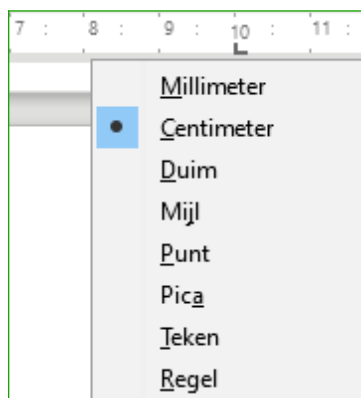 7 8 9 10 11
Millimeter
Centimeter
Duim
Mijl
Punt
Pica
Teken
Regel